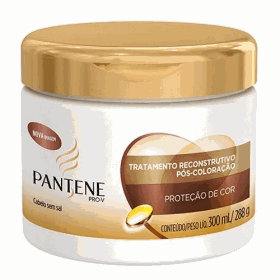 NOVA IMAGEM
PANTENE
PRO-V
Cabelo sem sal
TRATAMENTO RECONSTRUTIVO
PÓS-COLORAÇÃO
PROTEÇÃO DE COR
CONTEÚDO/PESO LÍQ. 300 ml / 288 g